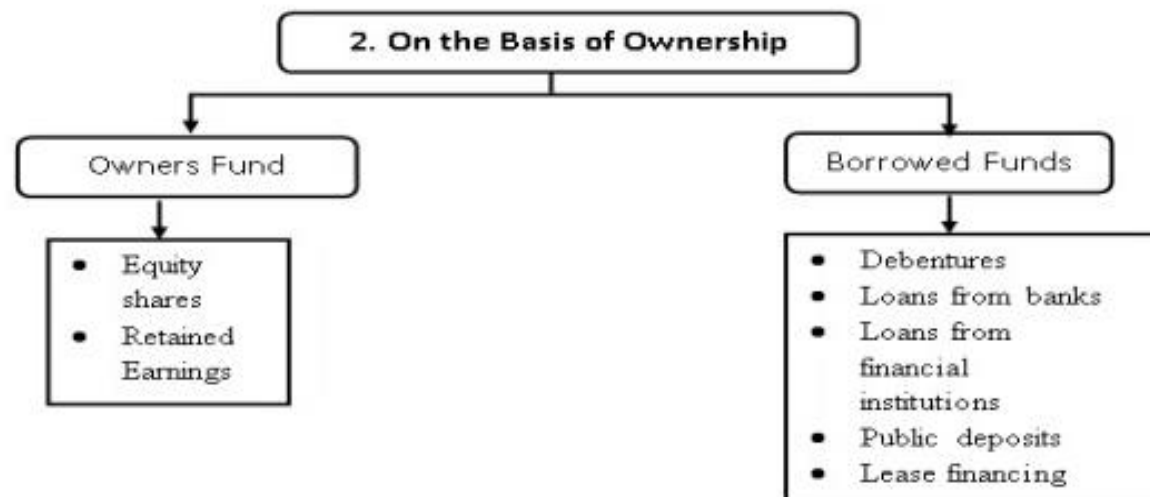 2. On the Basis of Ownership
Owners Fund
Borrowed Funds
• Equity
shares
• Retained
Earnings
• Debentures
• Loans from banks
• Loans from
financial
institutions
• Public deposits
• Lease financing